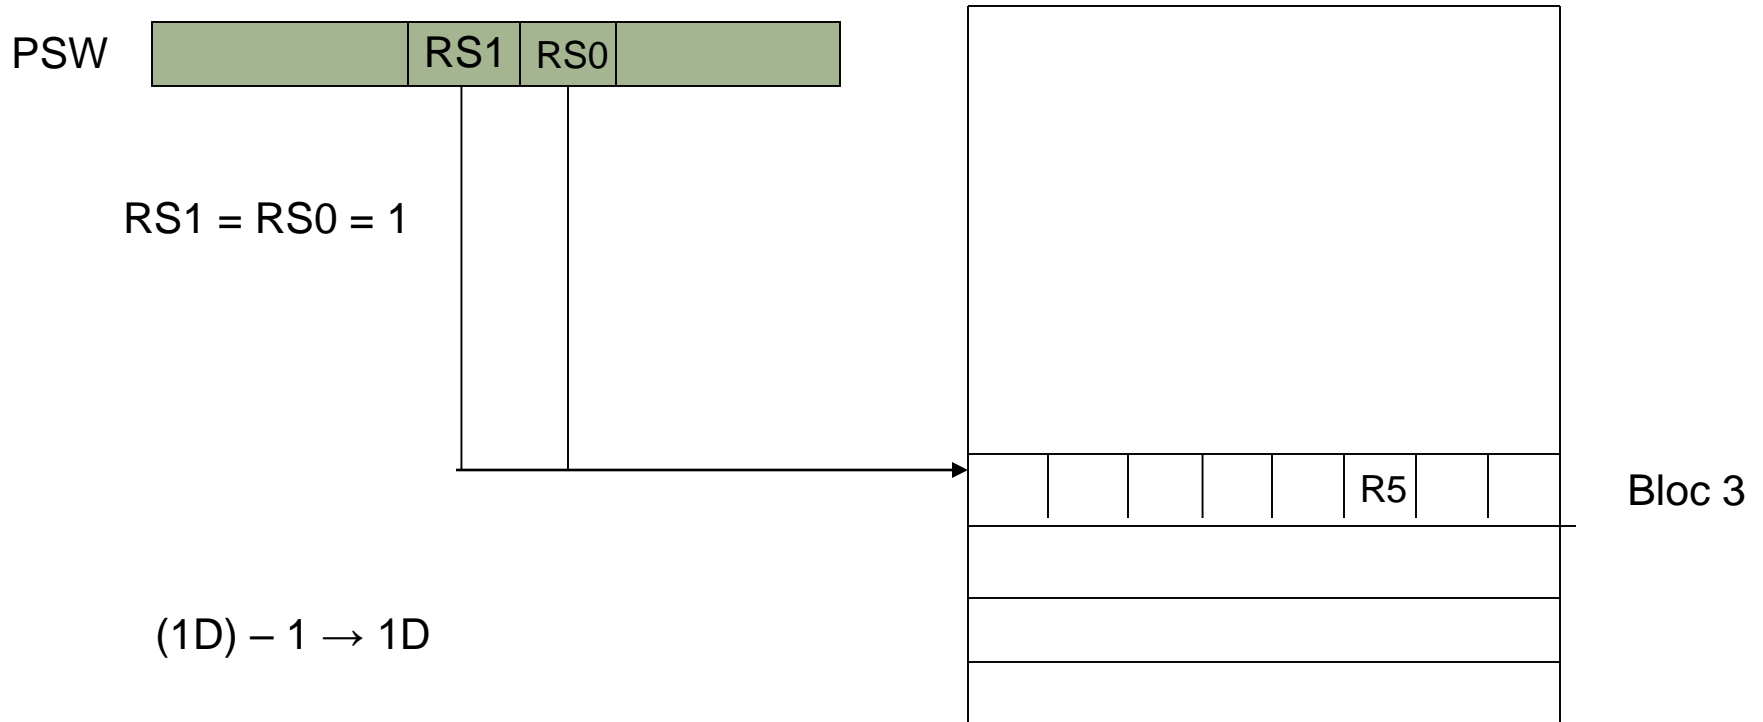 PSW RS1 RS0
RS1 = RS0 = 1
R5 Bloc 3
(1D) – 1 → 1D